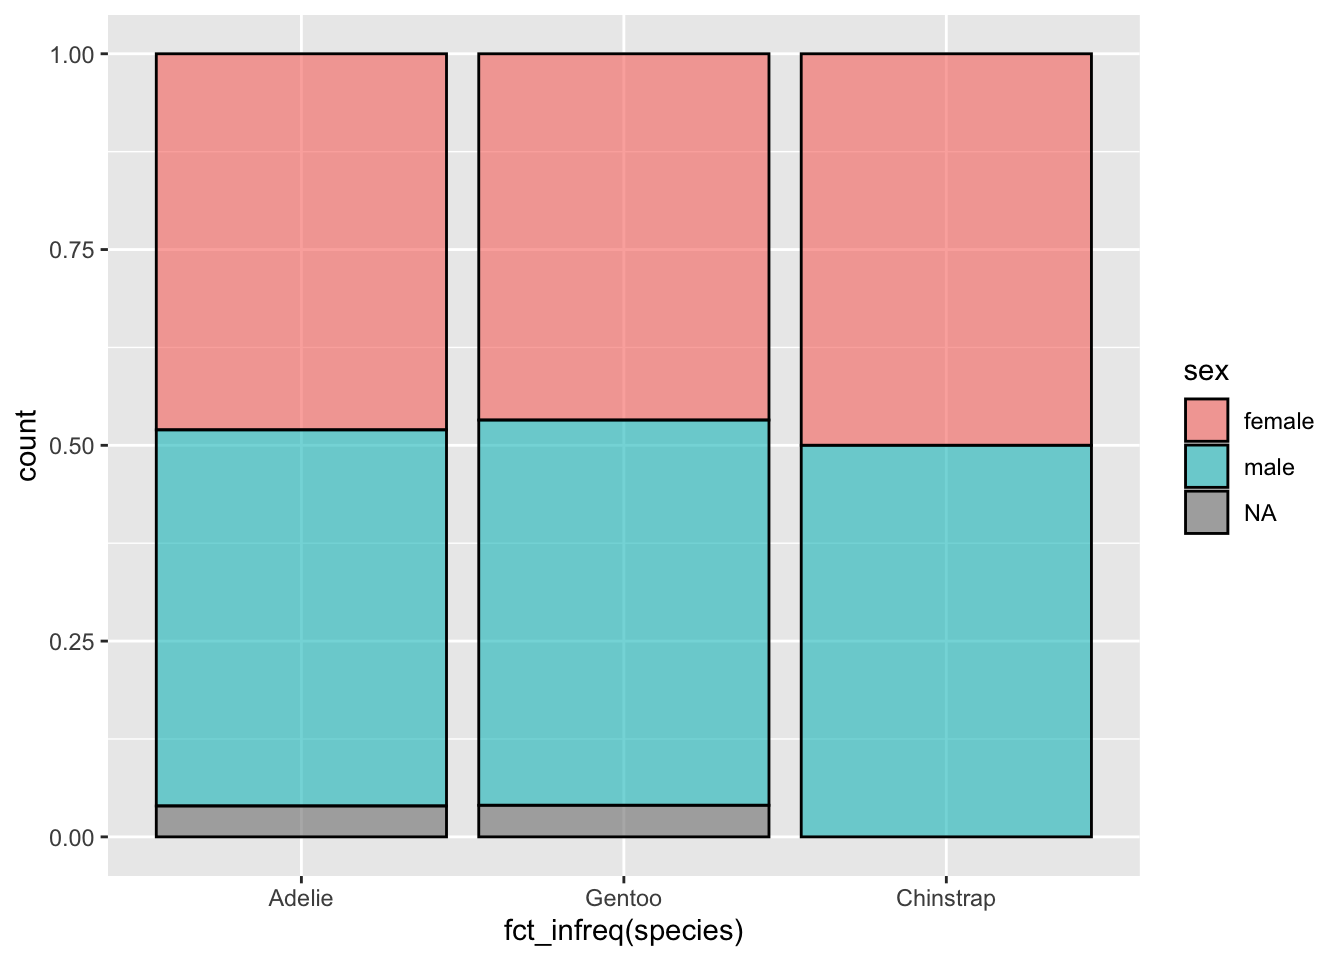 1.00
0.75
0.50
0.25
0.00
count
Adelie
Gentoo
Chinstrap
fct_infreq(species)
sex
female
male
NA